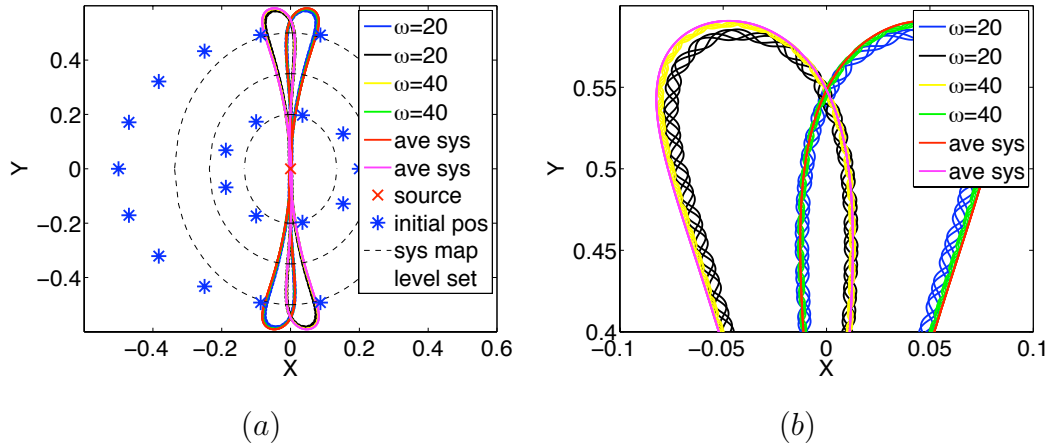 0.4
0.2
0
−0.2
−0.4
Y
−0.4
−0.2
0
0.2
0.4
0.6
X
ω=20
ω=20
ω=40
ω=40
ave sys
ave sys
source
initial pos
sys map
level set
(a)
0.55
0.5
0.45
0.4
Y
−0.1
−0.05
0
0.05
0.1
X
ω=20
ω=20
ω=40
ω=40
ave sys
ave sys
(b)